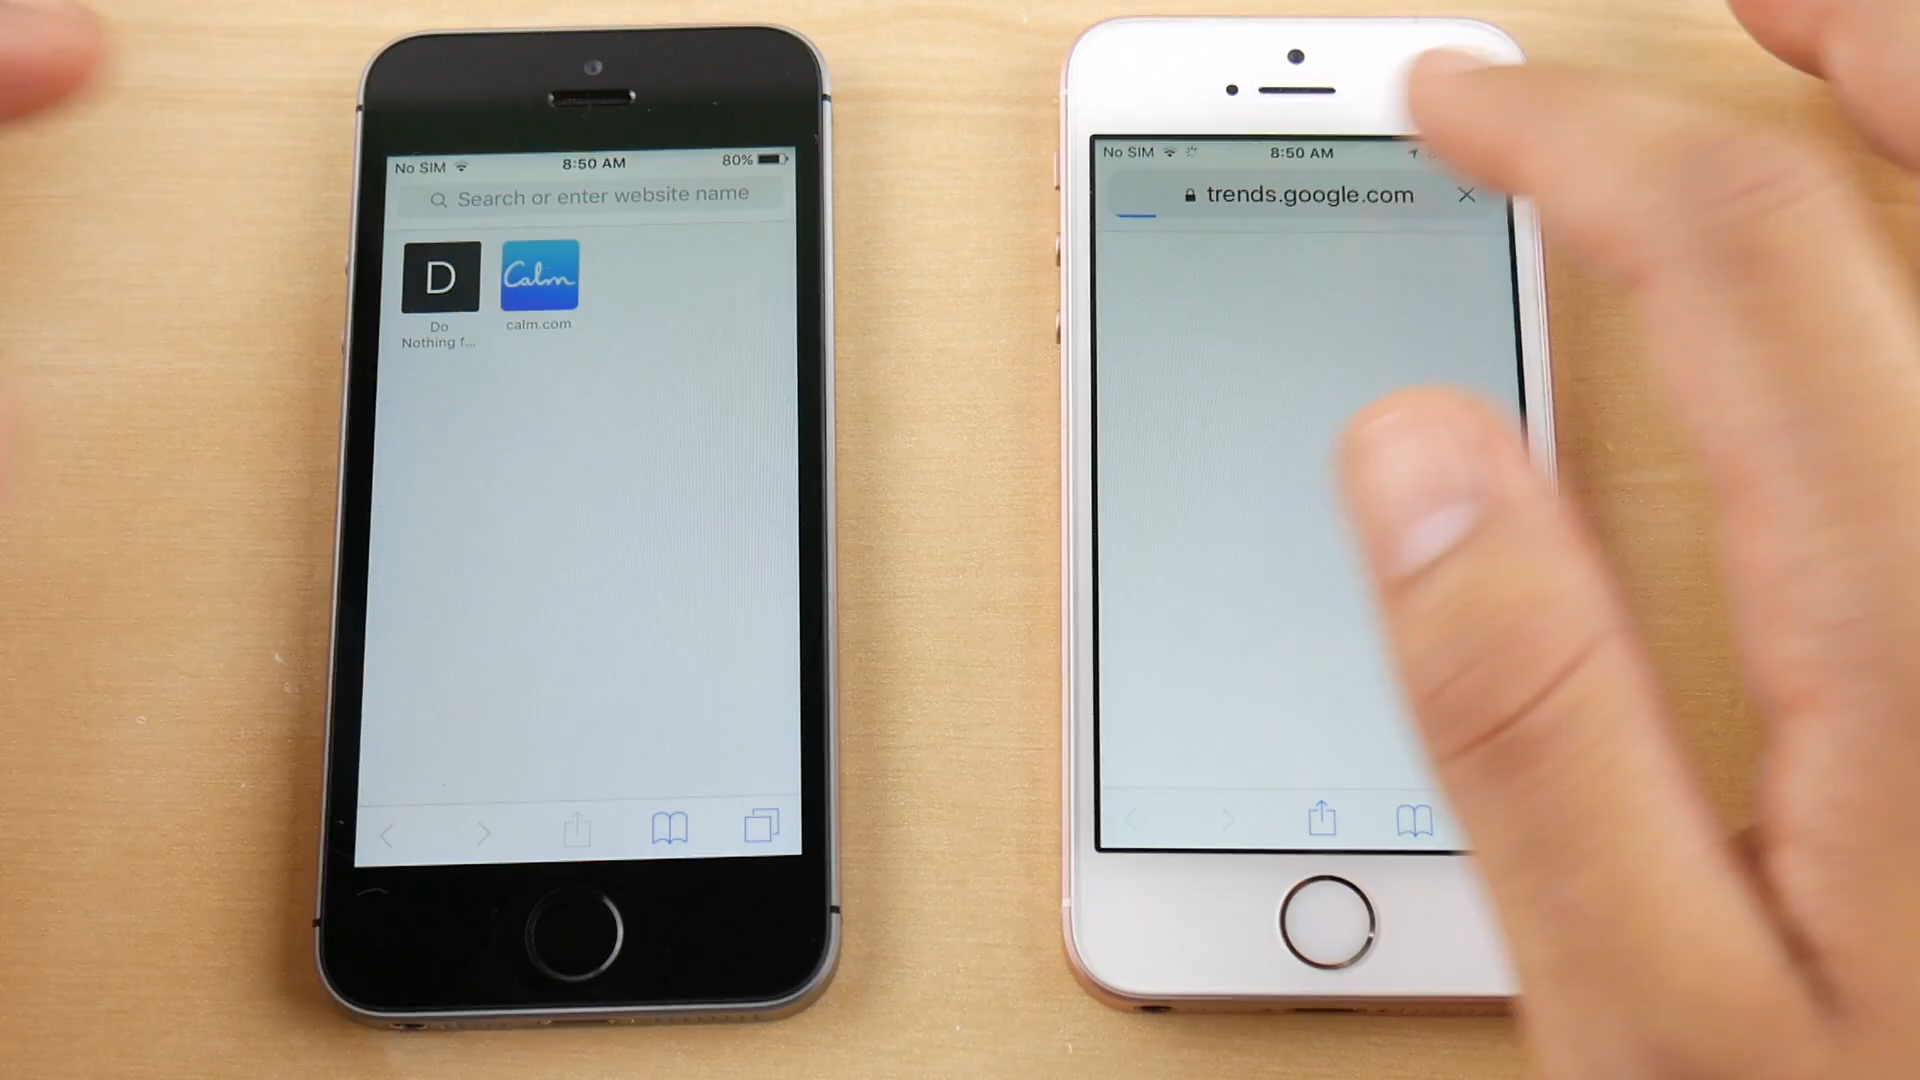 No SIM 8:50 AM 80%
Search or enter website name
D
Calm
Do
Nothing f...
calm.com
No SIM 8:50 AM
trends.google.com